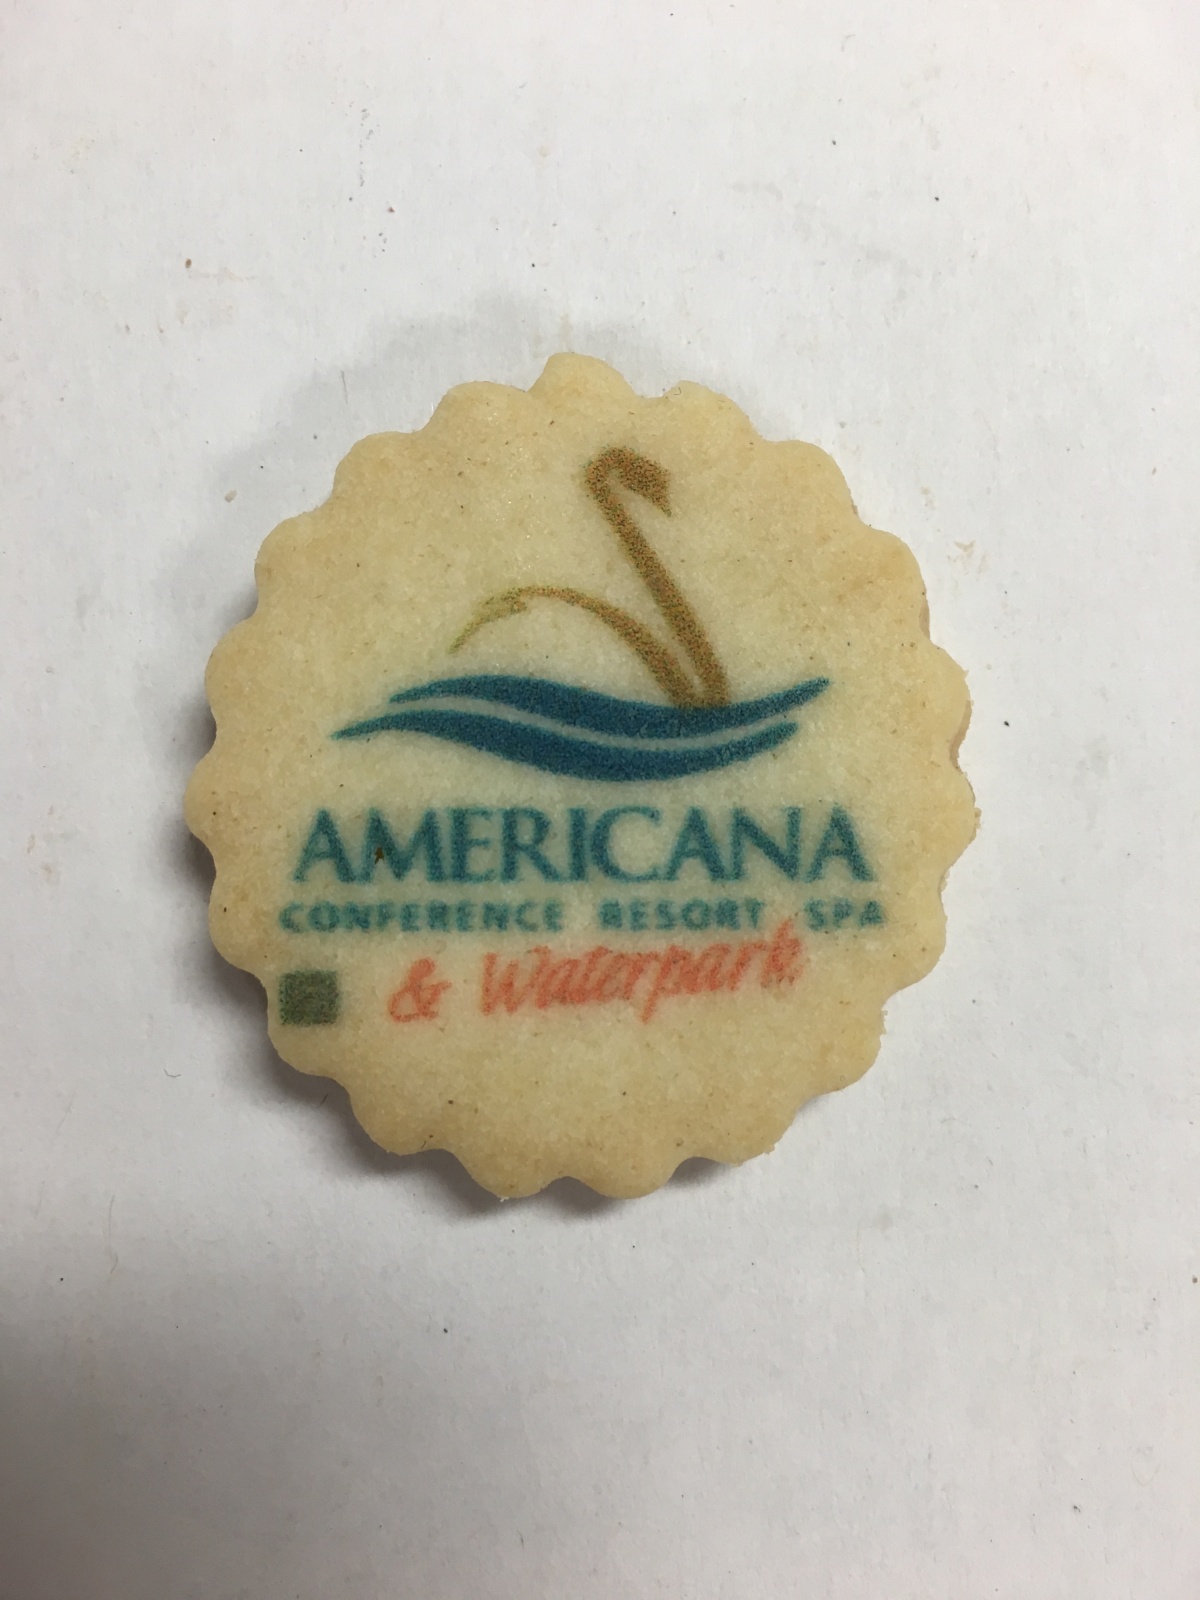 AMERICANA
CONFERENCE RESORT SPA
& Waterpark